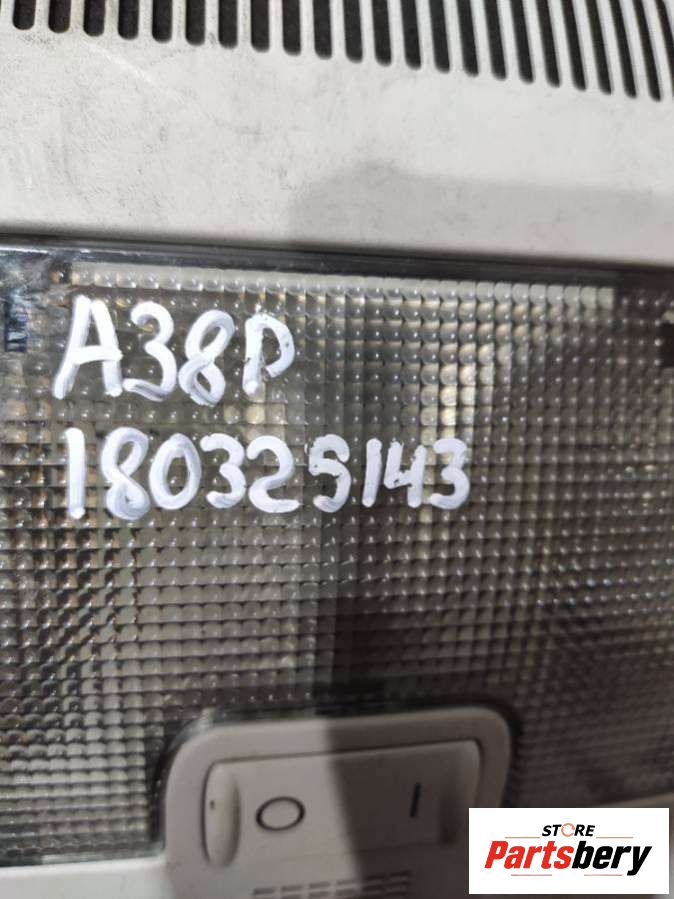 A38P
180325143
O I
STORE
Partsbery